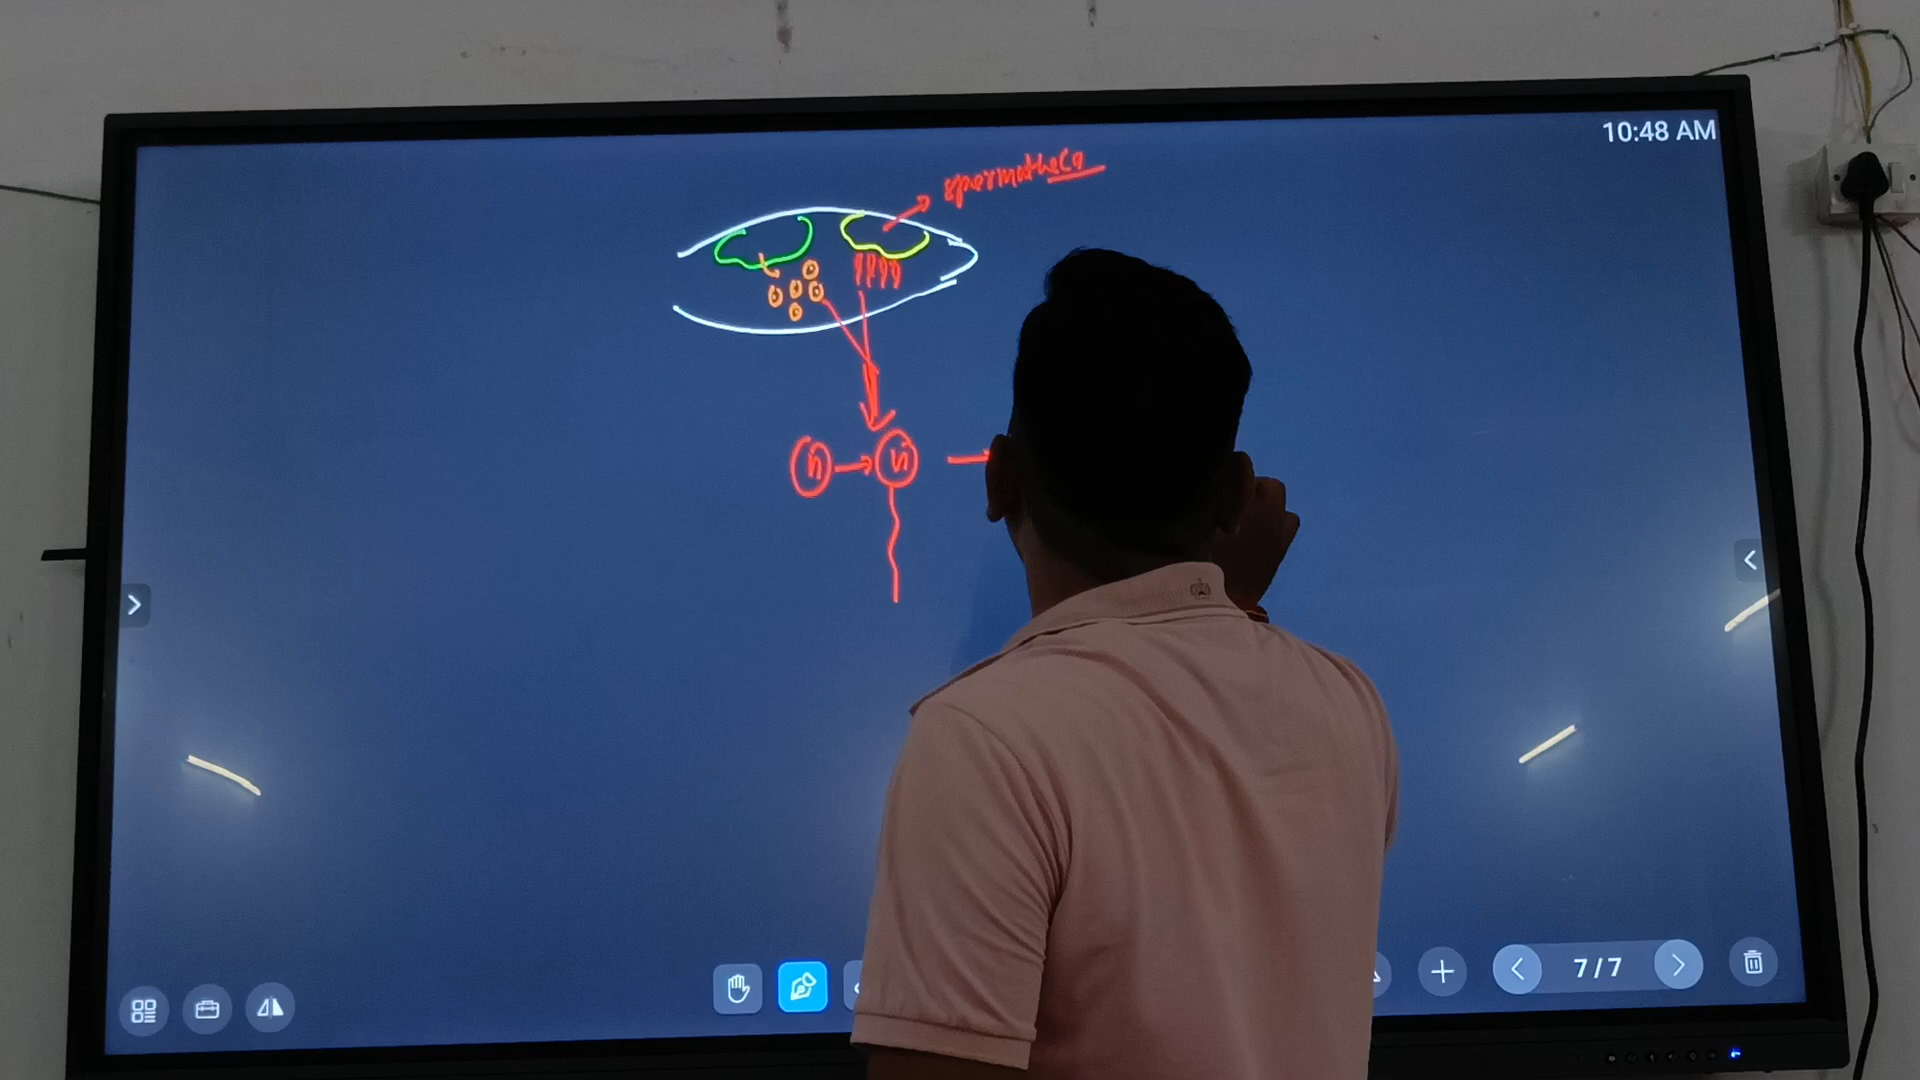 10:48 AM
spermatheca
n → n →
7/7